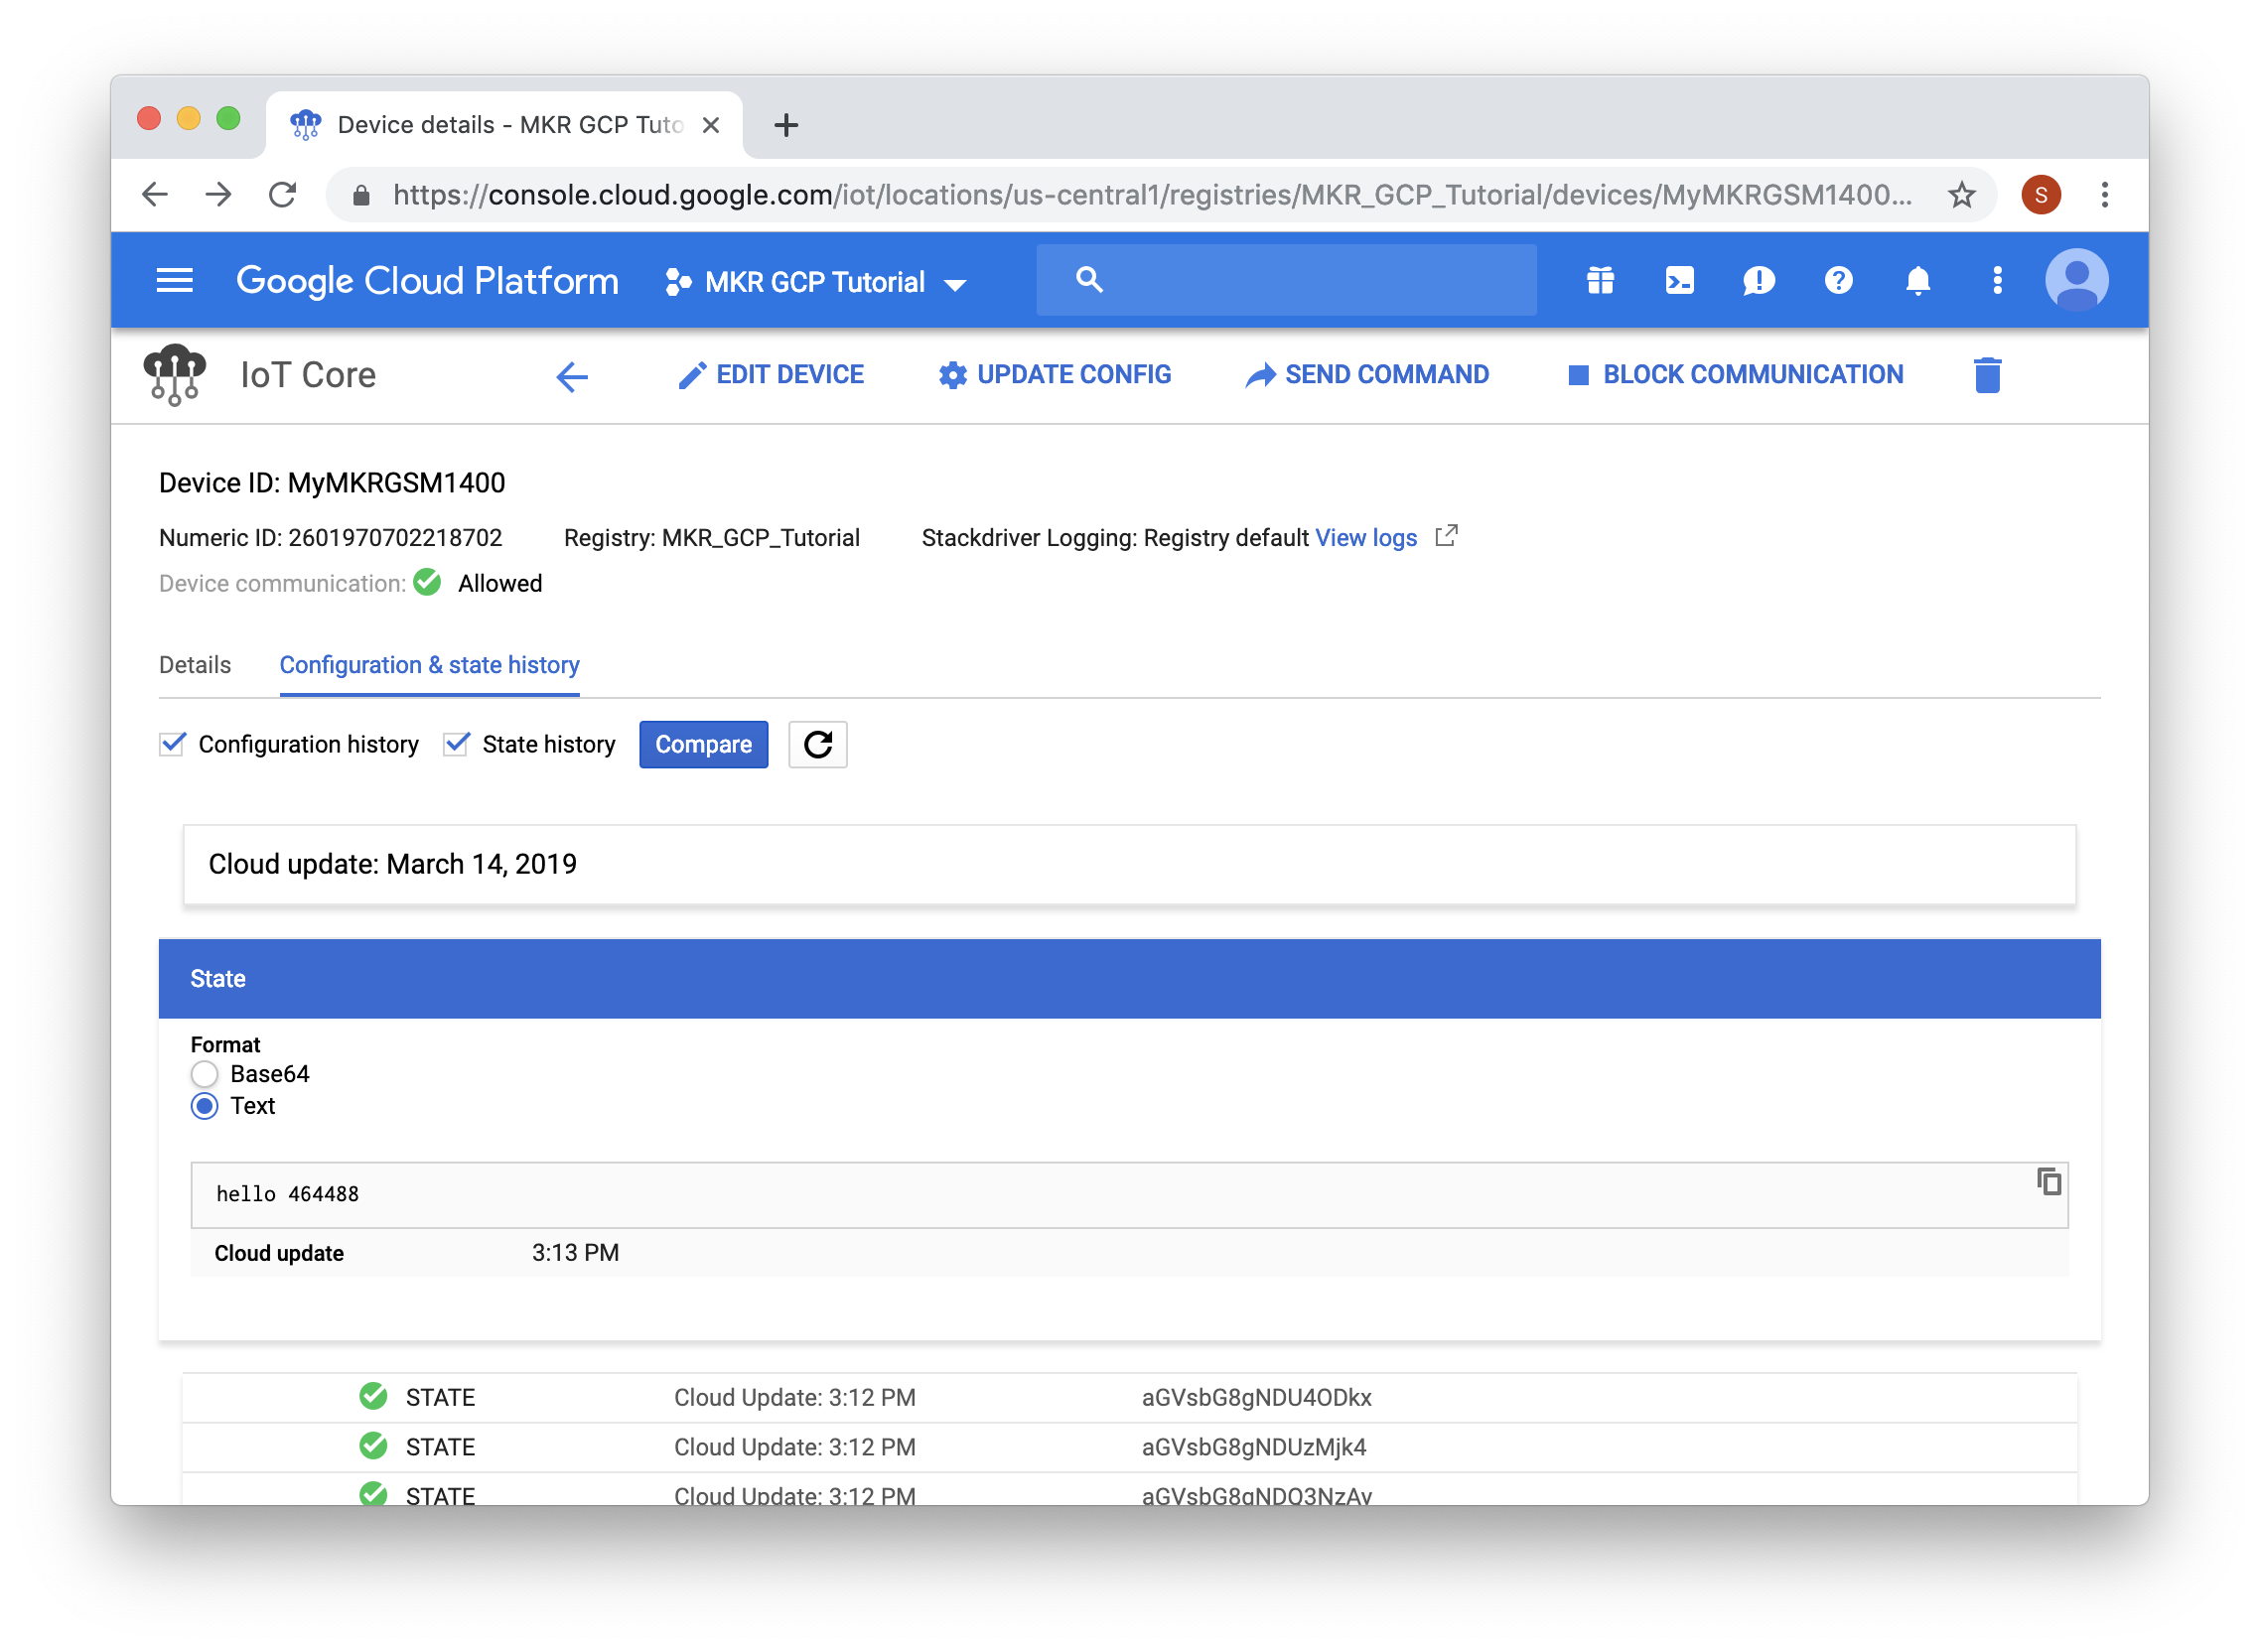 Device details - MKR GCP Tuto
https://console.cloud.google.com/iot/locations/us-central1/registries/MKR_GCP_Tutorial/devices/MyMKRGSM1400...
S
Google Cloud Platform MKR GCP Tutorial
IoT Core EDIT DEVICE UPDATE CONFIG SEND COMMAND BLOCK COMMUNICATION
Device ID: MyMKRGSM1400
Numeric ID: 2601970702218702 Registry: MKR_GCP_Tutorial Stackdriver Logging: Registry default View logs
Device communication: Allowed
Details Configuration & state history
Configuration history State history Compare
Cloud update: March 14, 2019
State
Format
Base64
Text
hello 464488
Cloud update 3:13 PM
STATE Cloud Update: 3:12 PM aGVsbG8gNDU4ODkx
STATE Cloud Update: 3:12 PM aGVsbG8gNDUzMjk4
STATE Cloud Update: 3:12 PM